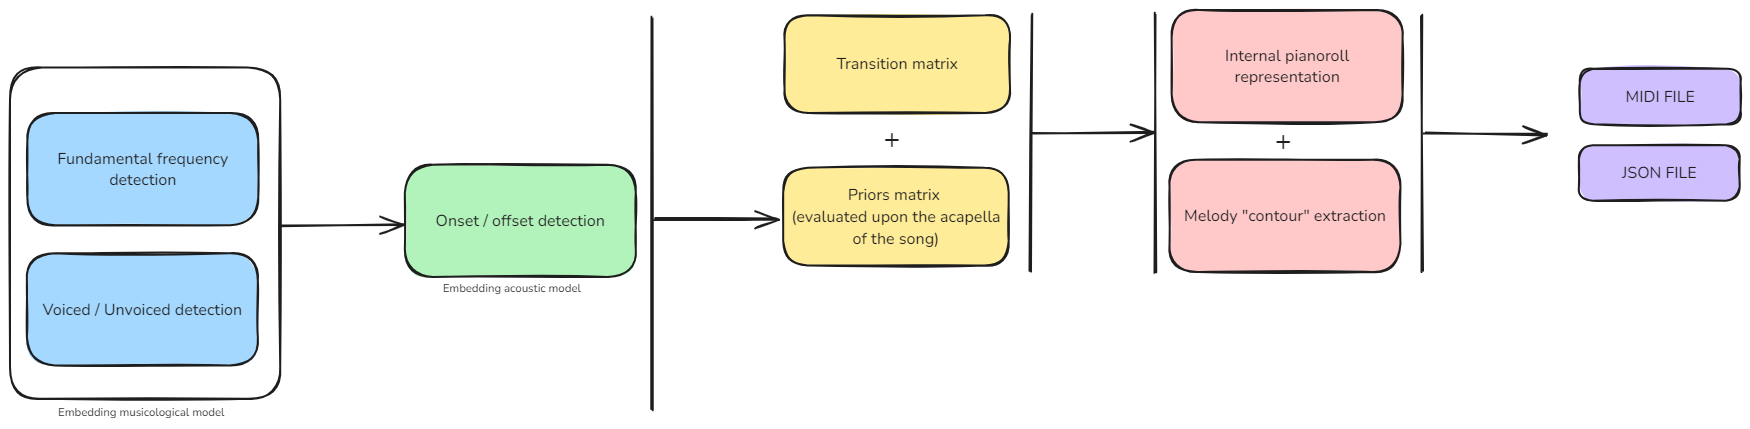 Fundamental frequency
detection
Voiced / Unvoiced detection
Embedding musicological model
Onset / offset detection
Embedding acoustic model
Transition matrix
+
Priors matrix
(evaluated upon the acapella
of the song)
Internal pianoroll
representation
+
Melody "contour" extraction
MIDI FILE
JSON FILE